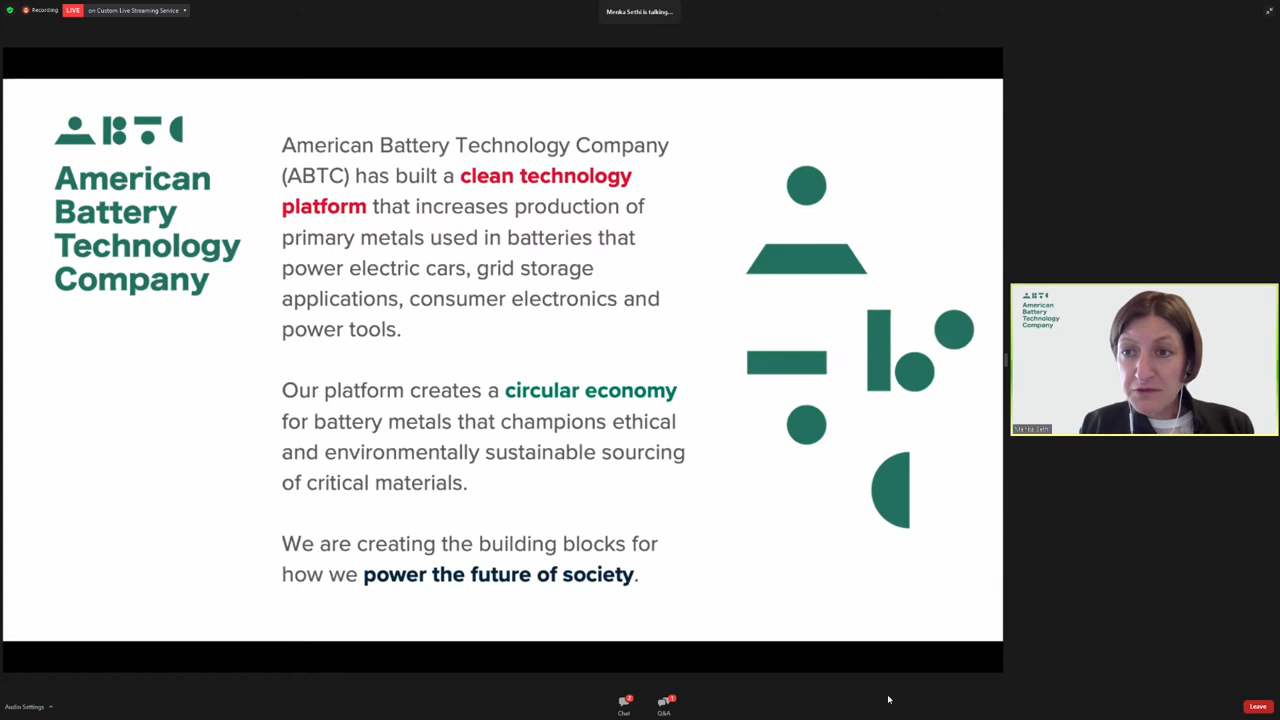 Recording
LIVE
on Custom Live Streaming Service
Menka Sethi is talking...
ABTC
American
Battery
Technology
Company
American Battery Technology Company
(ABTC) has built a clean technology
platform that increases production of
primary metals used in batteries that
power electric cars, grid storage
applications, consumer electronics and
power tools.
Our platform creates a circular economy
for battery metals that champions ethical
and environmentally sustainable sourcing
of critical materials.
We are creating the building blocks for
how we power the future of society.
ABTC
American
Battery
Technology
Company
Menka Sethi
Audio Settings
Chat
Q&A
Leave